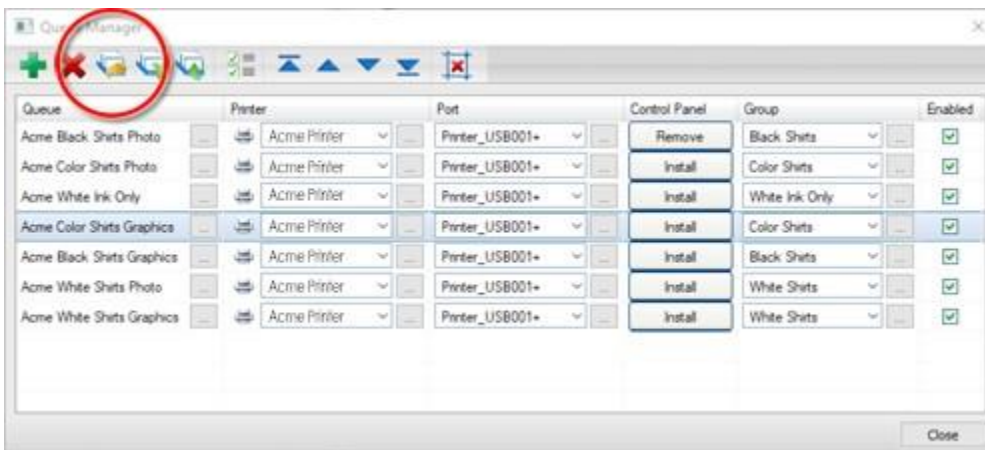 Queue Manager
Queue Printer Port Control Panel Group Enabled
Acme Black Shirts Photo ... Acme Printer ... Printer_USB001+ ... Remove Black Shirts ...
Acme Color Shirts Photo ... Acme Printer ... Printer_USB001+ ... Install Color Shirts ...
Acme White Ink Only ... Acme Printer ... Printer_USB001+ ... Install White Ink Only ...
Acme Color Shirts Graphics ... Acme Printer ... Printer_USB001+ ... Install Color Shirts ...
Acme Black Shirts Graphics ... Acme Printer ... Printer_USB001+ ... Install Black Shirts ...
Acme White Shirts Photo ... Acme Printer ... Printer_USB001+ ... Install White Shirts ...
Acme White Shirts Graphics ... Acme Printer ... Printer_USB001+ ... Install White Shirts ...
Close